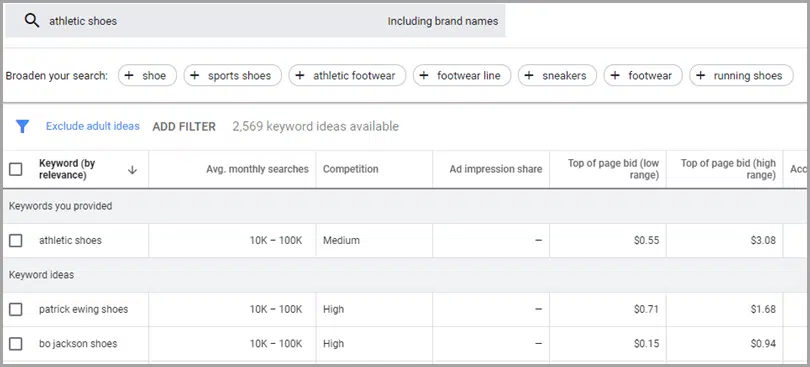 athletic shoes Including brand names
Broaden your search: + shoe + sports shoes + athletic footwear + footwear line + sneakers + footwear + running shoes
Exclude adult ideas ADD FILTER 2,569 keyword ideas available
Keyword (by relevance) Avg. monthly searches Competition Ad impression share Top of page bid (low range) Top of page bid (high range) Acc
Keywords you provided
athletic shoes 10K – 100K Medium – $0.55 $3.08
Keyword ideas
patrick ewing shoes 10K – 100K High – $0.71 $1.68
bo jackson shoes 10K – 100K High – $0.15 $0.94